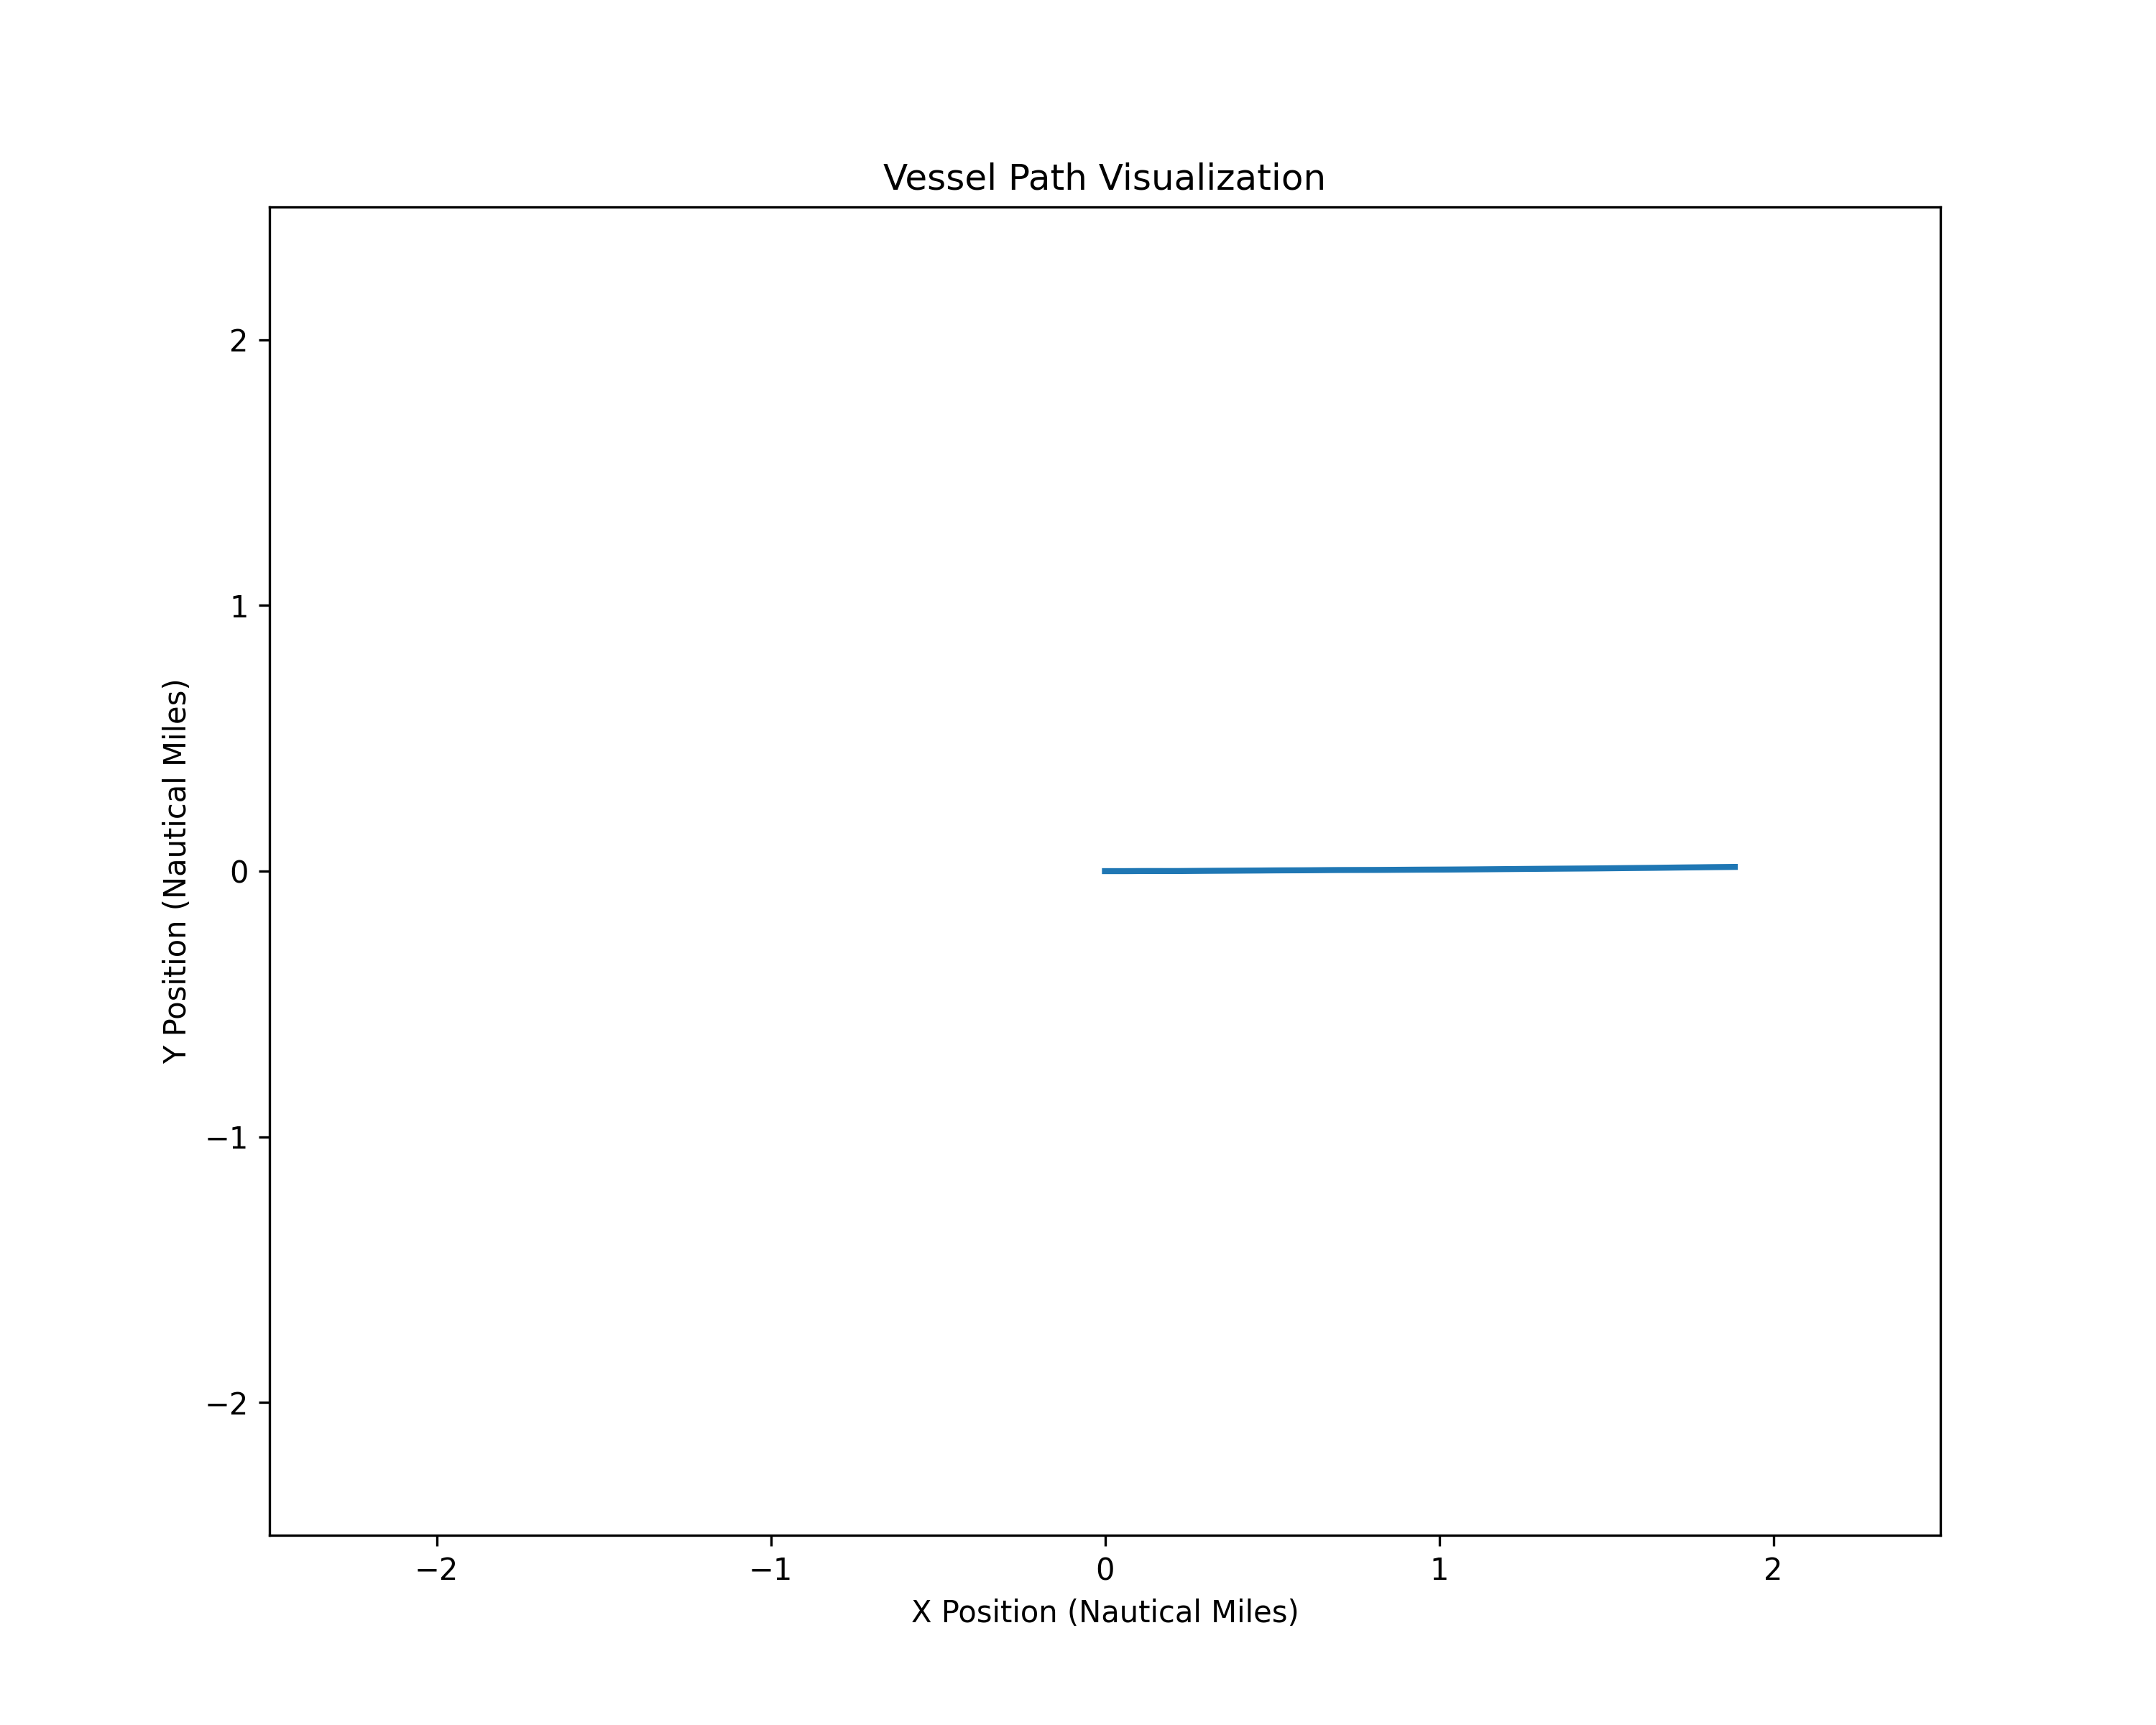 Vessel Path Visualization
Y Position (Nautical Miles)
2
1
0
−1
−2
−2 −1 0 1 2
X Position (Nautical Miles)